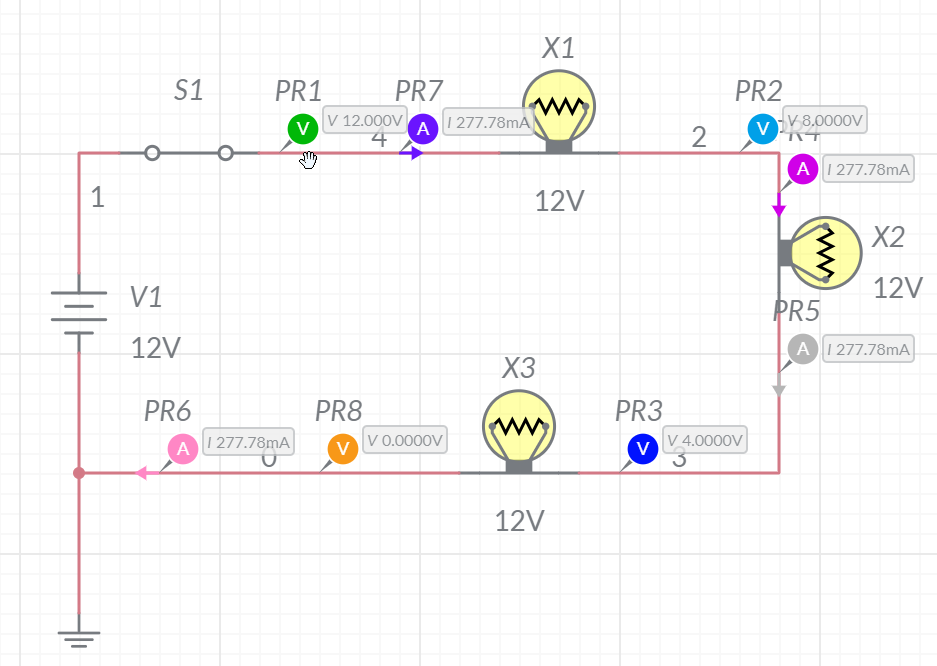 X1
S1
PR1
PR7
PR2
V 12.000V
I 277.78mA
V 8.0000V
V
A
V
PR4
4
2
A
I 277.78mA
1
12V
X2
V1
12V
PR5
12V
A
I 277.78mA
X3
PR6
PR8
PR3
A
I 277.78mA
V
V 0.0000V
V
V 4.0000V
0
3
12V